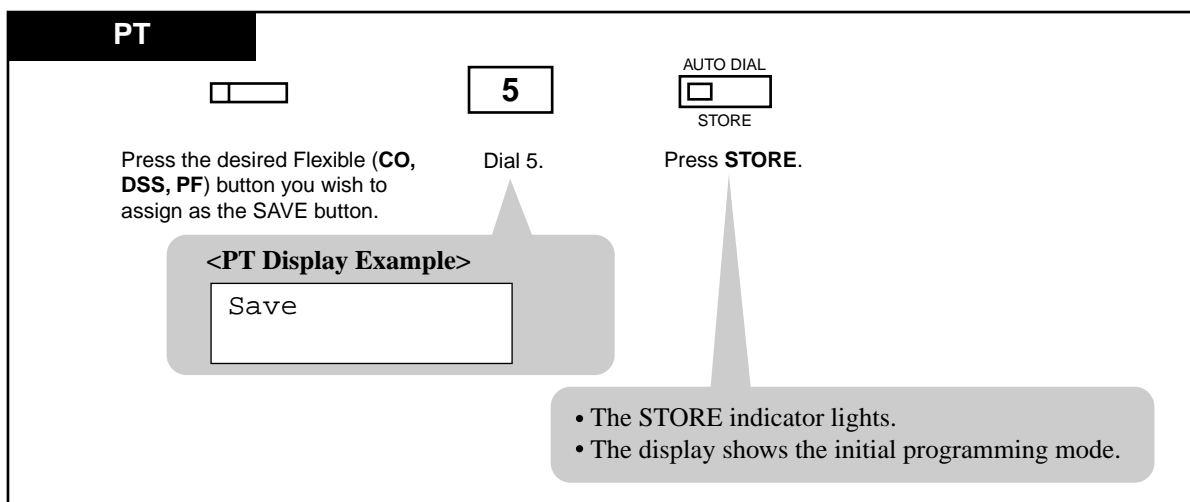 PT
5
AUTO DIAL
STORE
Press the desired Flexible (CO,
DSS, PF) button you wish to
assign as the SAVE button.
Dial 5.
Press STORE.
<PT Display Example>
Save
• The STORE indicator lights.
• The display shows the initial programming mode.